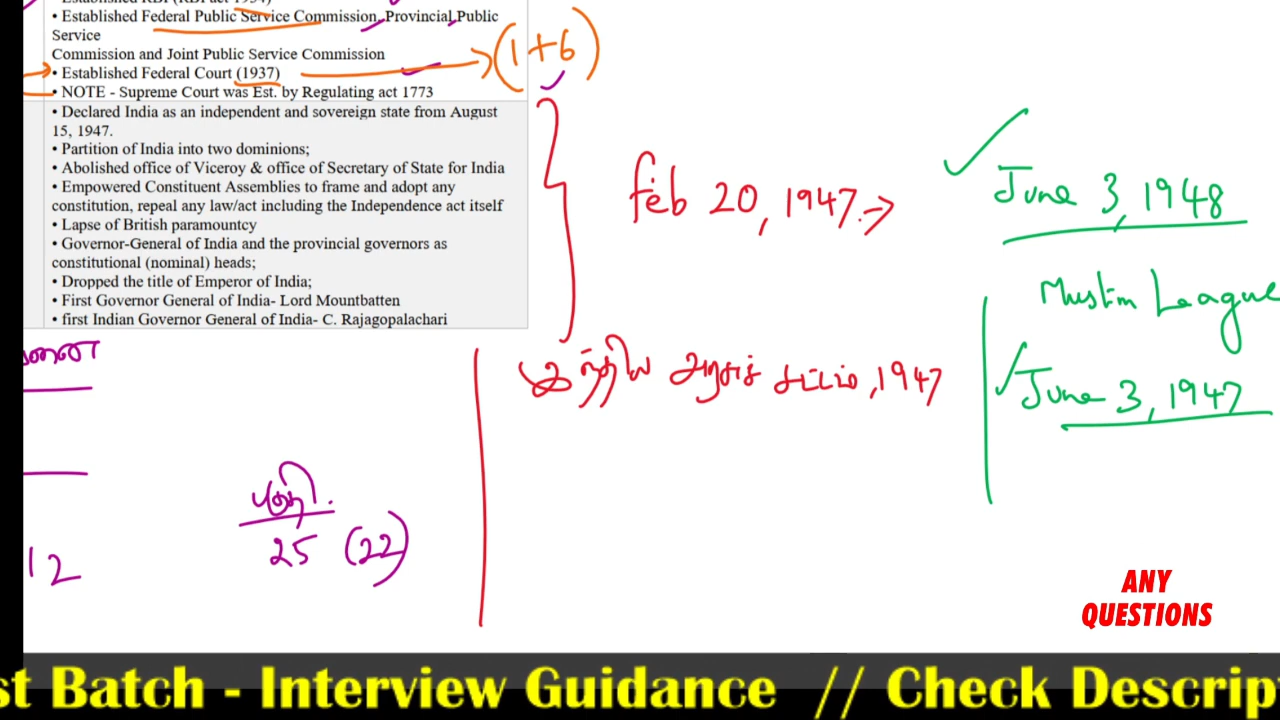 • Established Federal Public Service Commission, Provincial Public
Service
Commission and Joint Public Service Commission
• Established Federal Court (1937)
(1+6)
• NOTE - Supreme Court was Est. by Regulating act 1773
• Declared India as an independent and sovereign state from August
15, 1947.
• Partition of India into two dominions;
• Abolished office of Viceroy & office of Secretary of State for India
• Empowered Constituent Assemblies to frame and adopt any
constitution, repeal any law/act including the Independence act itself
• Lapse of British paramountcy
• Governor-General of India and the provincial governors as
constitutional (nominal) heads;
• Dropped the title of Emperor of India;
• First Governor General of India- Lord Mountbatten
• first Indian Governor General of India- C. Rajagopalachari
Feb 20, 1947 →
June 3, 1948
Muslim League
June 3, 1947
1947
பகுதி.
25 (22)
12
ANY
QUESTIONS
st Batch - Interview Guidance // Check Descrip